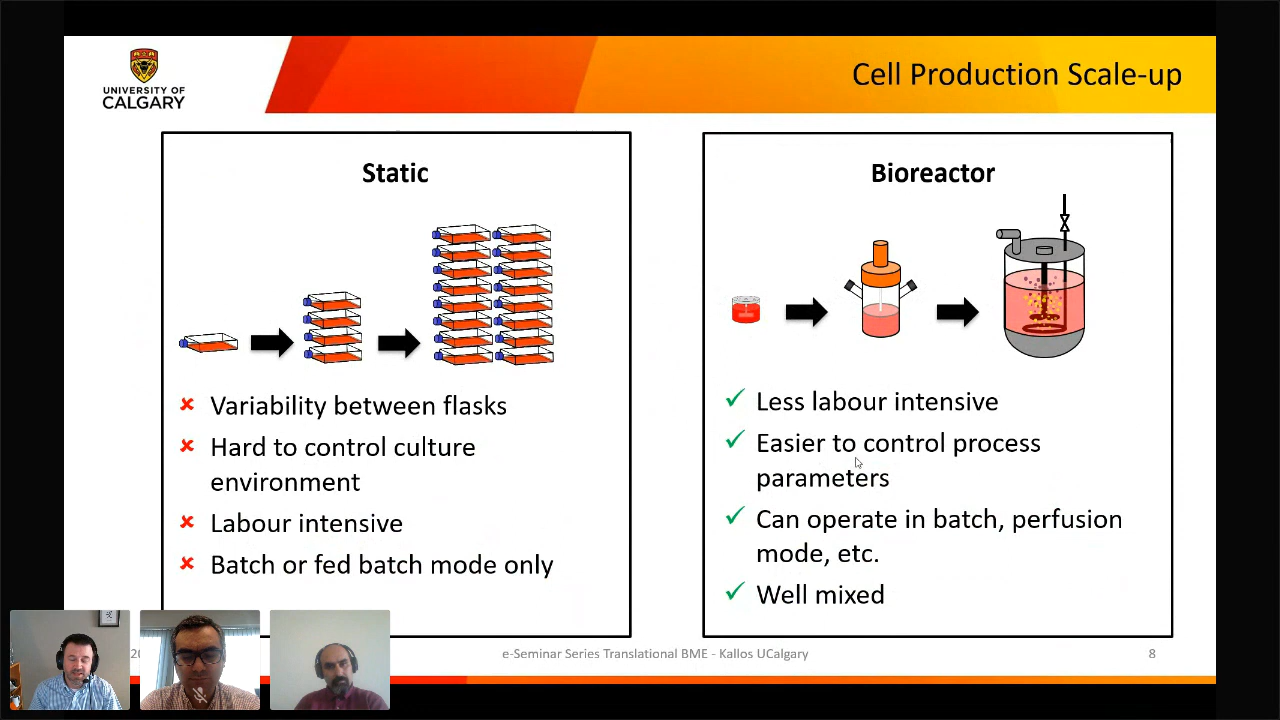 UNIVERSITY OF
CALGARY
Cell Production Scale-up
Static
Variability between flasks
Hard to control culture
environment
Labour intensive
Batch or fed batch mode only
Bioreactor
Less labour intensive
Easier to control process
parameters
Can operate in batch, perfusion
mode, etc.
Well mixed
e-Seminar Series Translational BME - Kallos UCalgary
8